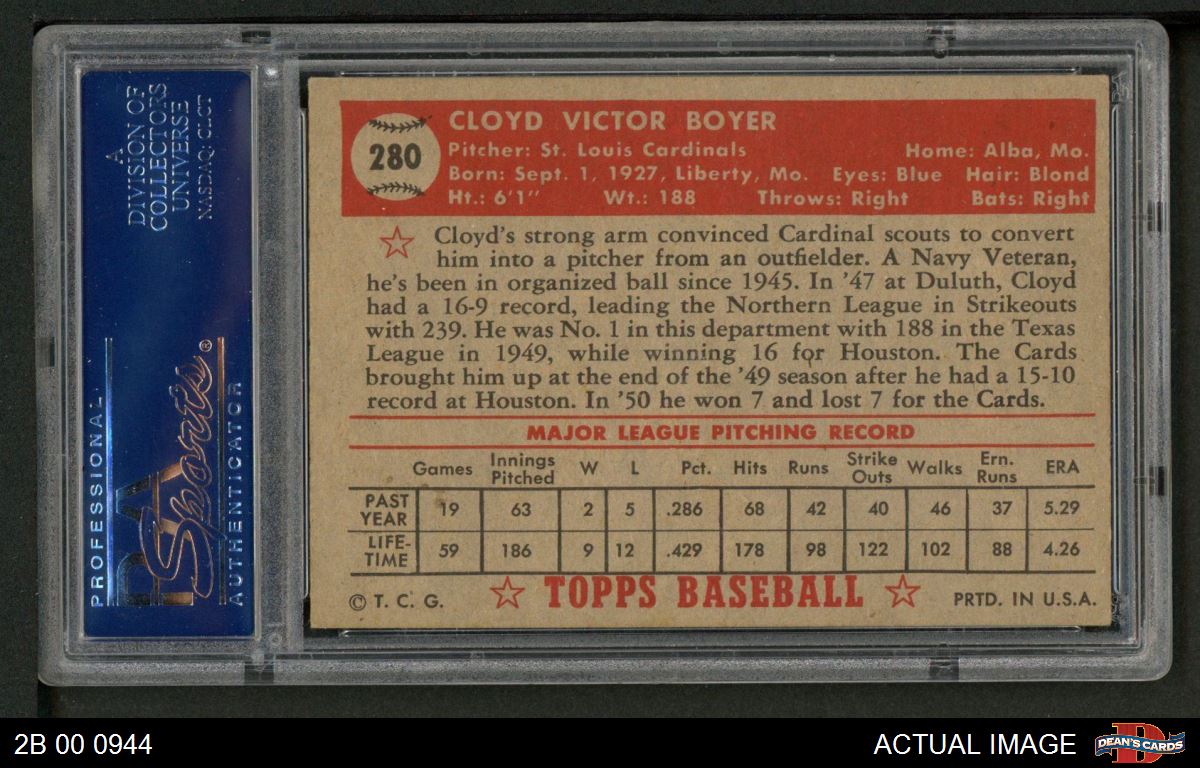 A
DIVISION OF
COLLECTORS
UNIVERSE
NASDAQ: CLCT
PROFESSIONAL
PSA
Sports®
AUTHENTICATOR
280
CLOYD VICTOR BOYER
Pitcher: St. Louis Cardinals Home: Alba, Mo.
Born: Sept. 1, 1927, Liberty, Mo. Eyes: Blue Hair: Blond
Ht.: 6'1" Wt.: 188 Throws: Right Bats: Right
Cloyd's strong arm convinced Cardinal scouts to convert
him into a pitcher from an outfielder. A Navy Veteran,
he's been in organized ball since 1945. In '47 at Duluth, Cloyd
had a 16-9 record, leading the Northern League in Strikeouts
with 239. He was No. 1 in this department with 188 in the Texas
League in 1949, while winning 16 for Houston. The Cards
brought him up at the end of the '49 season after he had a 15-10
record at Houston. In '50 he won 7 and lost 7 for the Cards.
MAJOR LEAGUE PITCHING RECORD
Games Innings Pitched W L Pct. Hits Runs Strike Outs Walks Ern. Runs ERA
PAST YEAR 19 63 2 5 .286 68 42 40 46 37 5.29
LIFE-TIME 59 186 9 12 .429 178 98 122 102 88 4.26
© T. C. G. TOPPS BASEBALL PRTD. IN U.S.A.
2B 00 0944 ACTUAL IMAGE DEAN'S CARDS